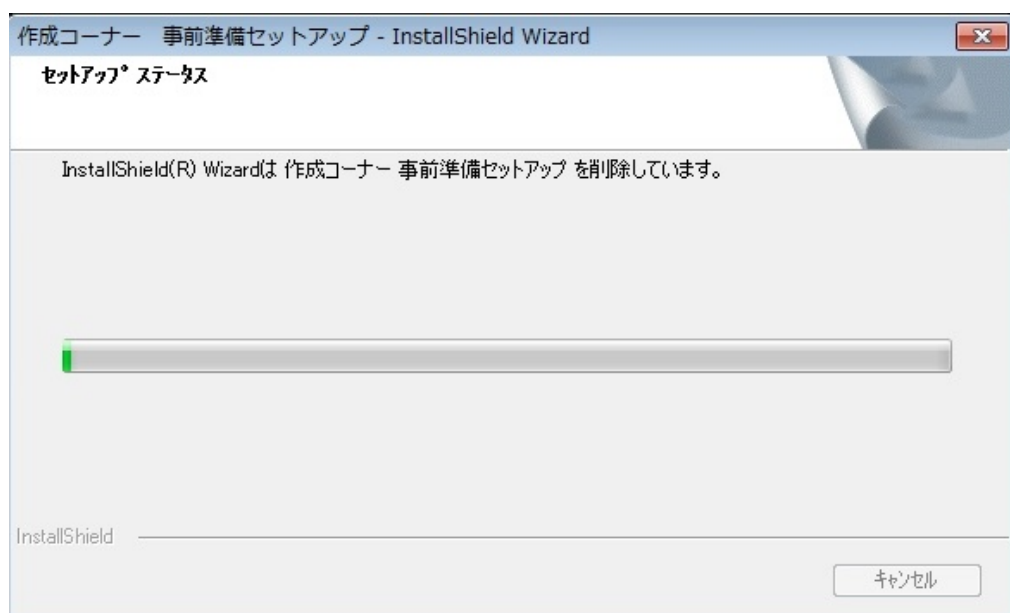 作成コーナー　事前準備セットアップ - InstallShield Wizard
ｾｯﾄｱｯﾌﾟ ｽﾃｰﾀｽ
InstallShield(R) Wizardは 作成コーナー 事前準備セットアップ を削除しています。
InstallShield
キャンセル